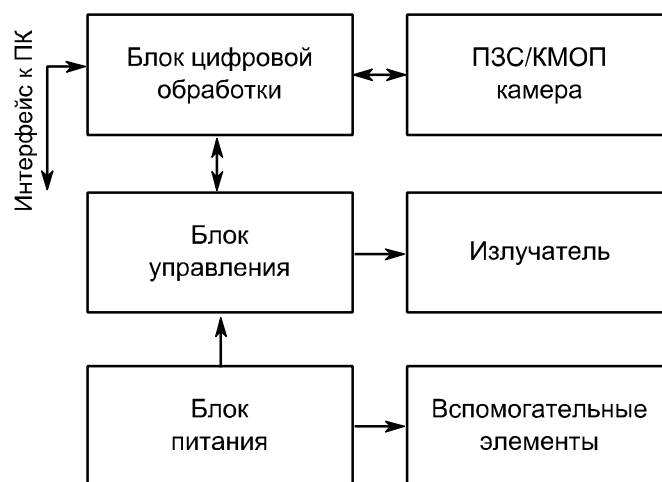 Интерфейс к ПК
Блок цифровой
обработки
ПЗС/КМОП
камера
Блок
управления
Излучатель
Блок
питания
Вспомогательные
элементы